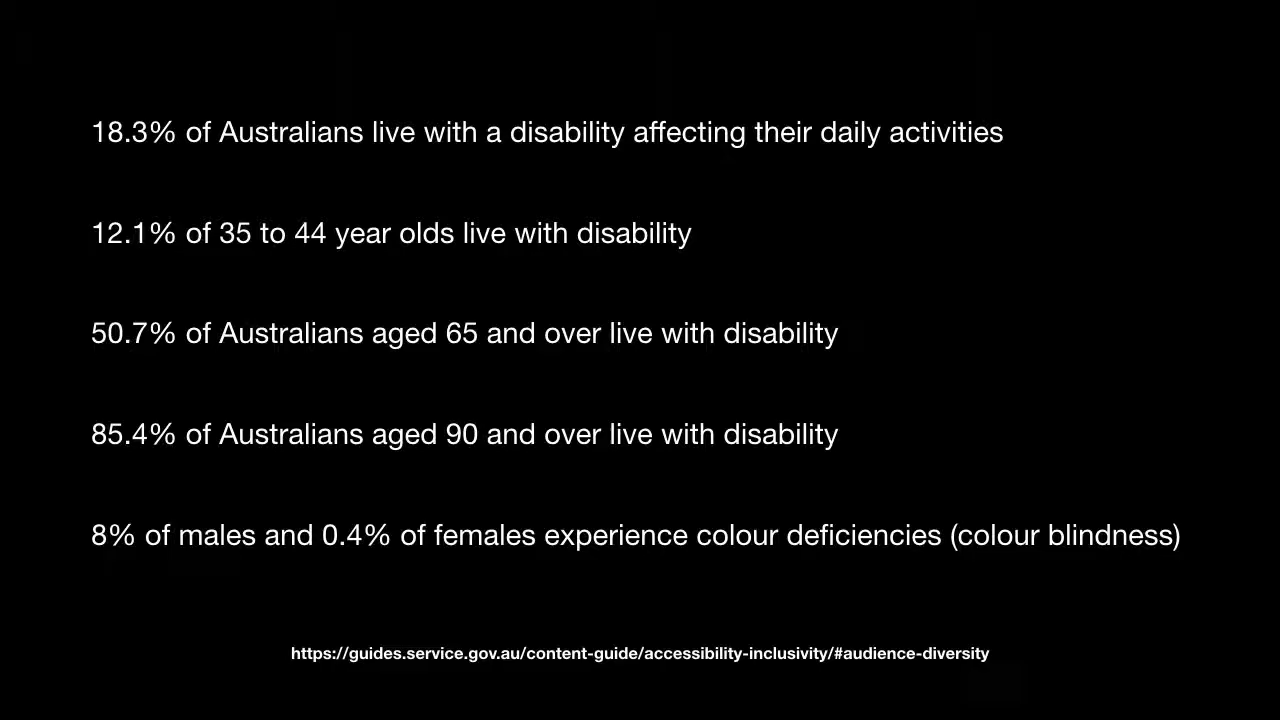 18.3% of Australians live with a disability affecting their daily activities
12.1% of 35 to 44 year olds live with disability
50.7% of Australians aged 65 and over live with disability
85.4% of Australians aged 90 and over live with disability
8% of males and 0.4% of females experience colour deficiencies (colour blindness)
https://guides.service.gov.au/content-guide/accessibility-inclusivity/#audience-diversity